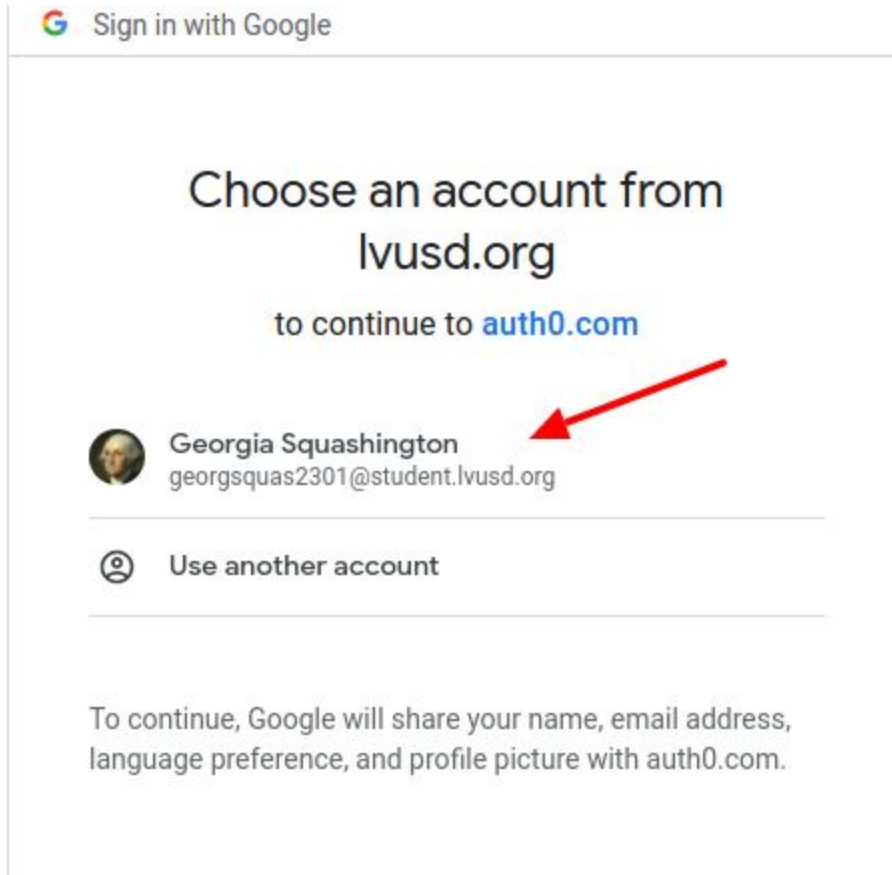 Sign in with Google
Choose an account from
lvusd.org
to continue to auth0.com
Georgia Squashington
georgsquas2301@student.lvusd.org
Use another account
To continue, Google will share your name, email address,
language preference, and profile picture with auth0.com.